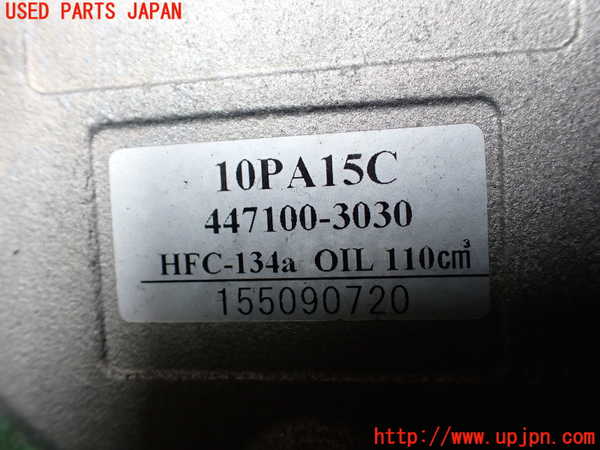 USED PARTS JAPAN
10PA15C
447100-3030
HFC-134a OIL 110cm³
155090720
http://www.upjpn.com/